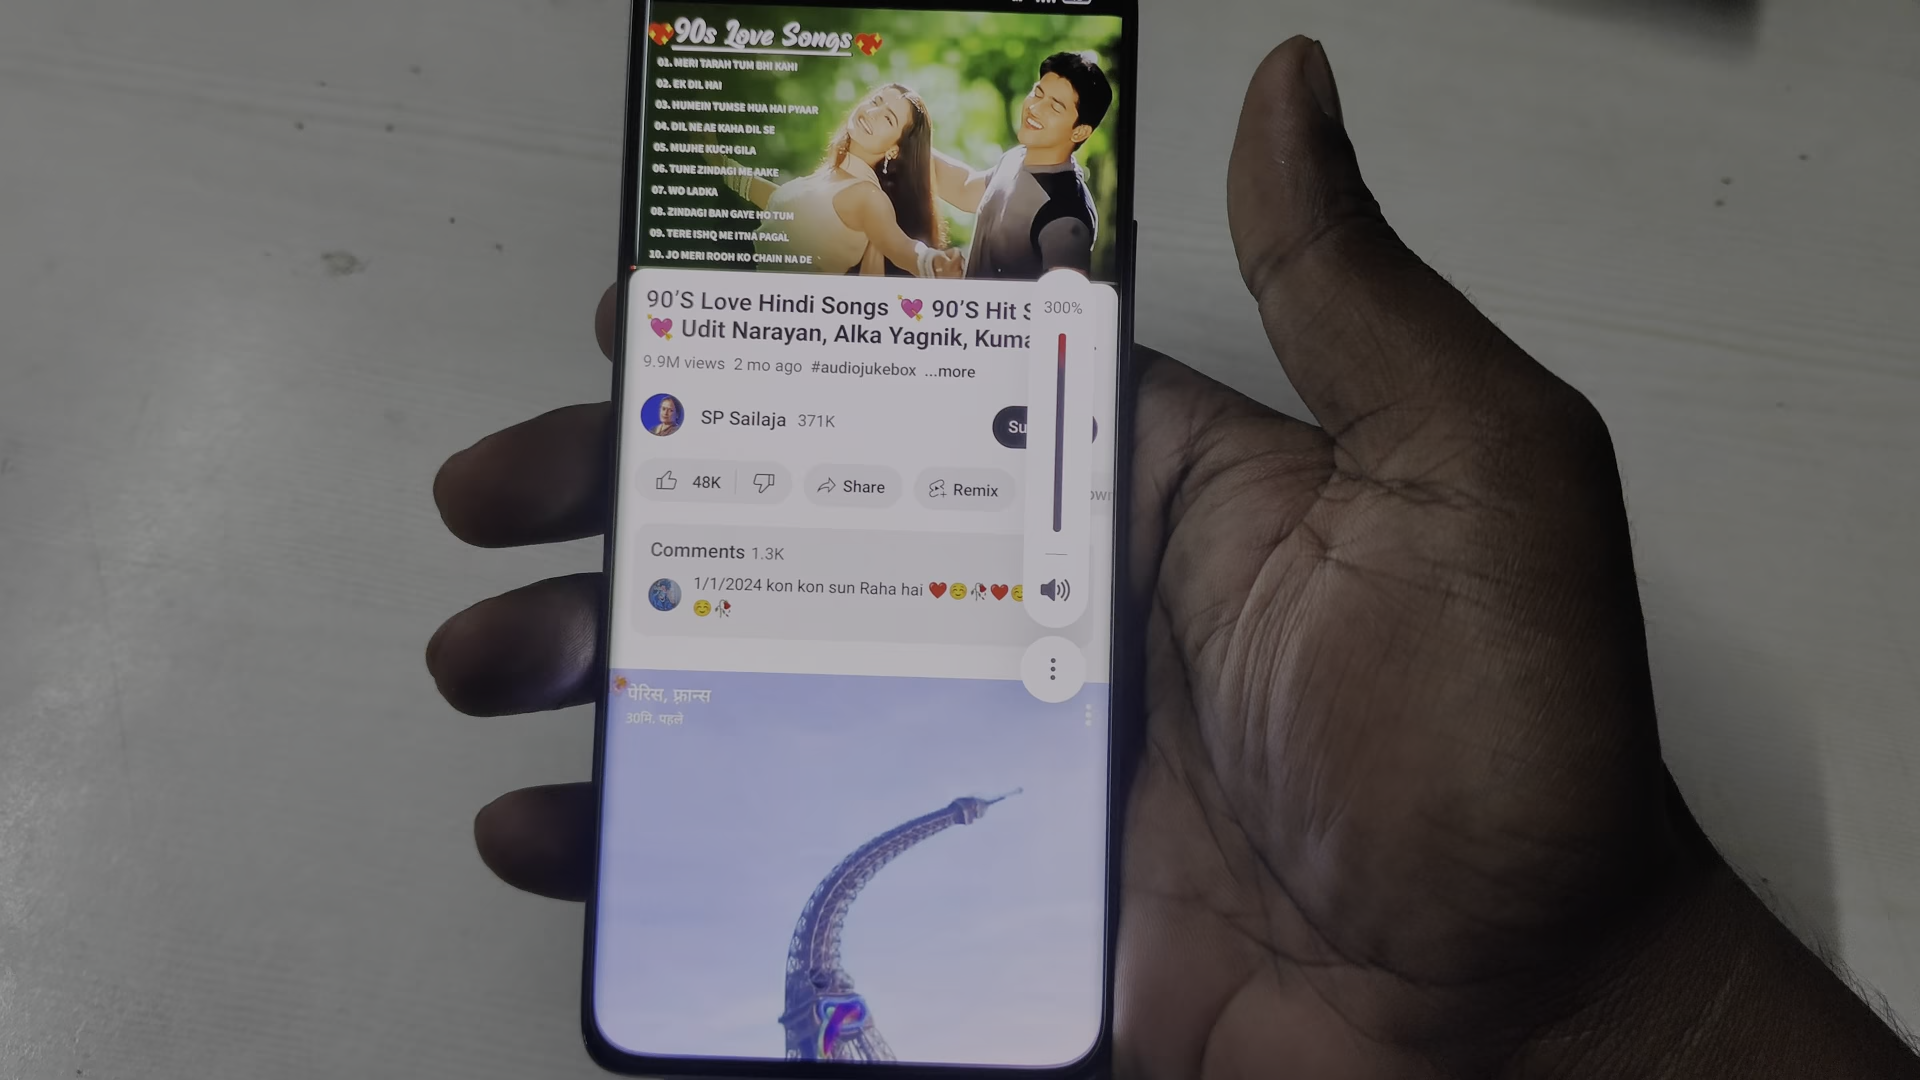 90s Love Songs
01. MERI TARAH TUM BHI KAHI
02. EK DIL HAI
03. HUMEIN TUMSE HUA HAI PYAAR
04. DIL NE AE KAHA DIL SE
05. MUJHE KUCH GILA
06. TUNE ZINDAGI ME AAKE
07. WO LADKA
08. ZINDAGI BAN GAYE HO TUM
09. TERE ISHQ ME ITNA PAGAL
10. JO MERI ROOH KO CHAIN NA DE
90'S Love Hindi Songs 💘 90'S Hit S
💘 Udit Narayan, Alka Yagnik, Kuma
300%
9.9M views 2 mo ago #audiojukebox ...more
SP Sailaja 371K
Su
48K Share Remix
Comments 1.3K
1/1/2024 kon kon sun Raha hai ❤️☺️🥀❤️☺️
☺️🥀
पेरिस, फ़्रान्स
30मि. पहले